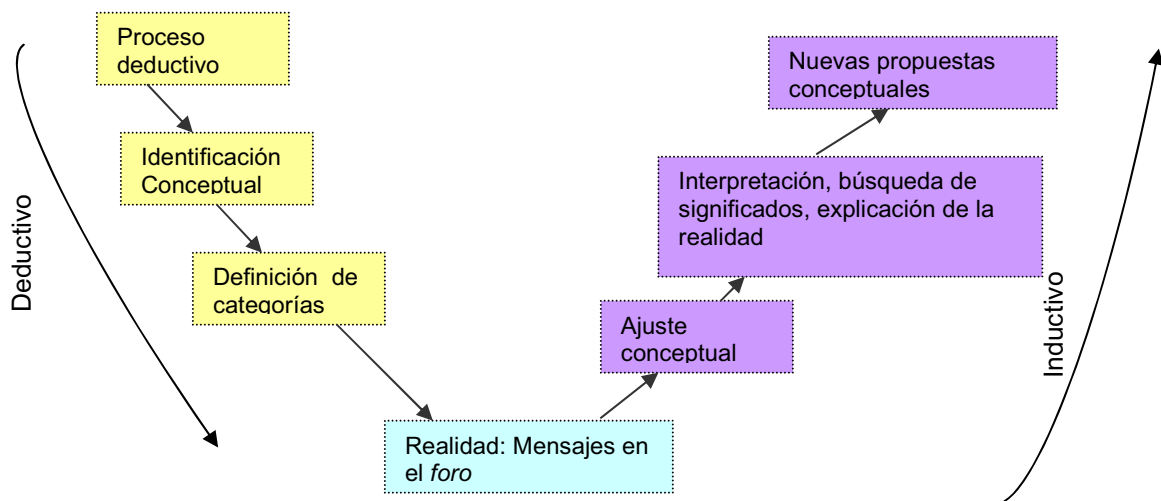 Proceso
deductivo
Identificación
Conceptual
Definición de
categorías
Deductivo
Realidad: Mensajes en
el foro
Ajuste
conceptual
Interpretación, búsqueda de
significados, explicación de la
realidad
Nuevas propuestas
conceptuales
Inductivo